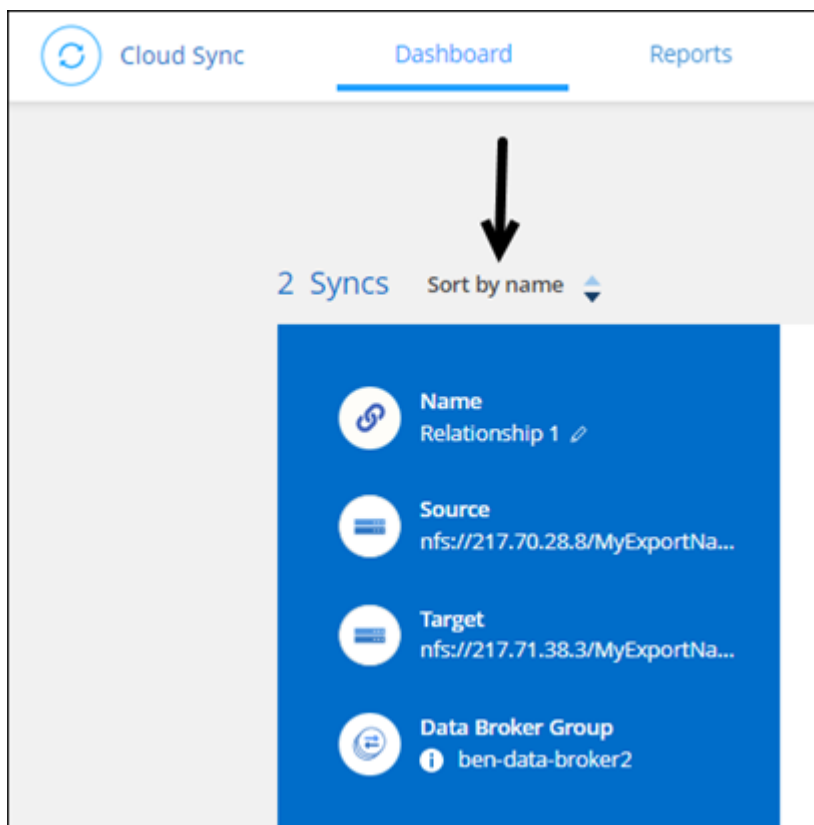 Cloud Sync
Dashboard
Reports
2 Syncs
Sort by name
Name
Relationship 1
Source
nfs://217.70.28.8/MyExportNa...
Target
nfs://217.71.38.3/MyExportNa...
Data Broker Group
ben-data-broker2